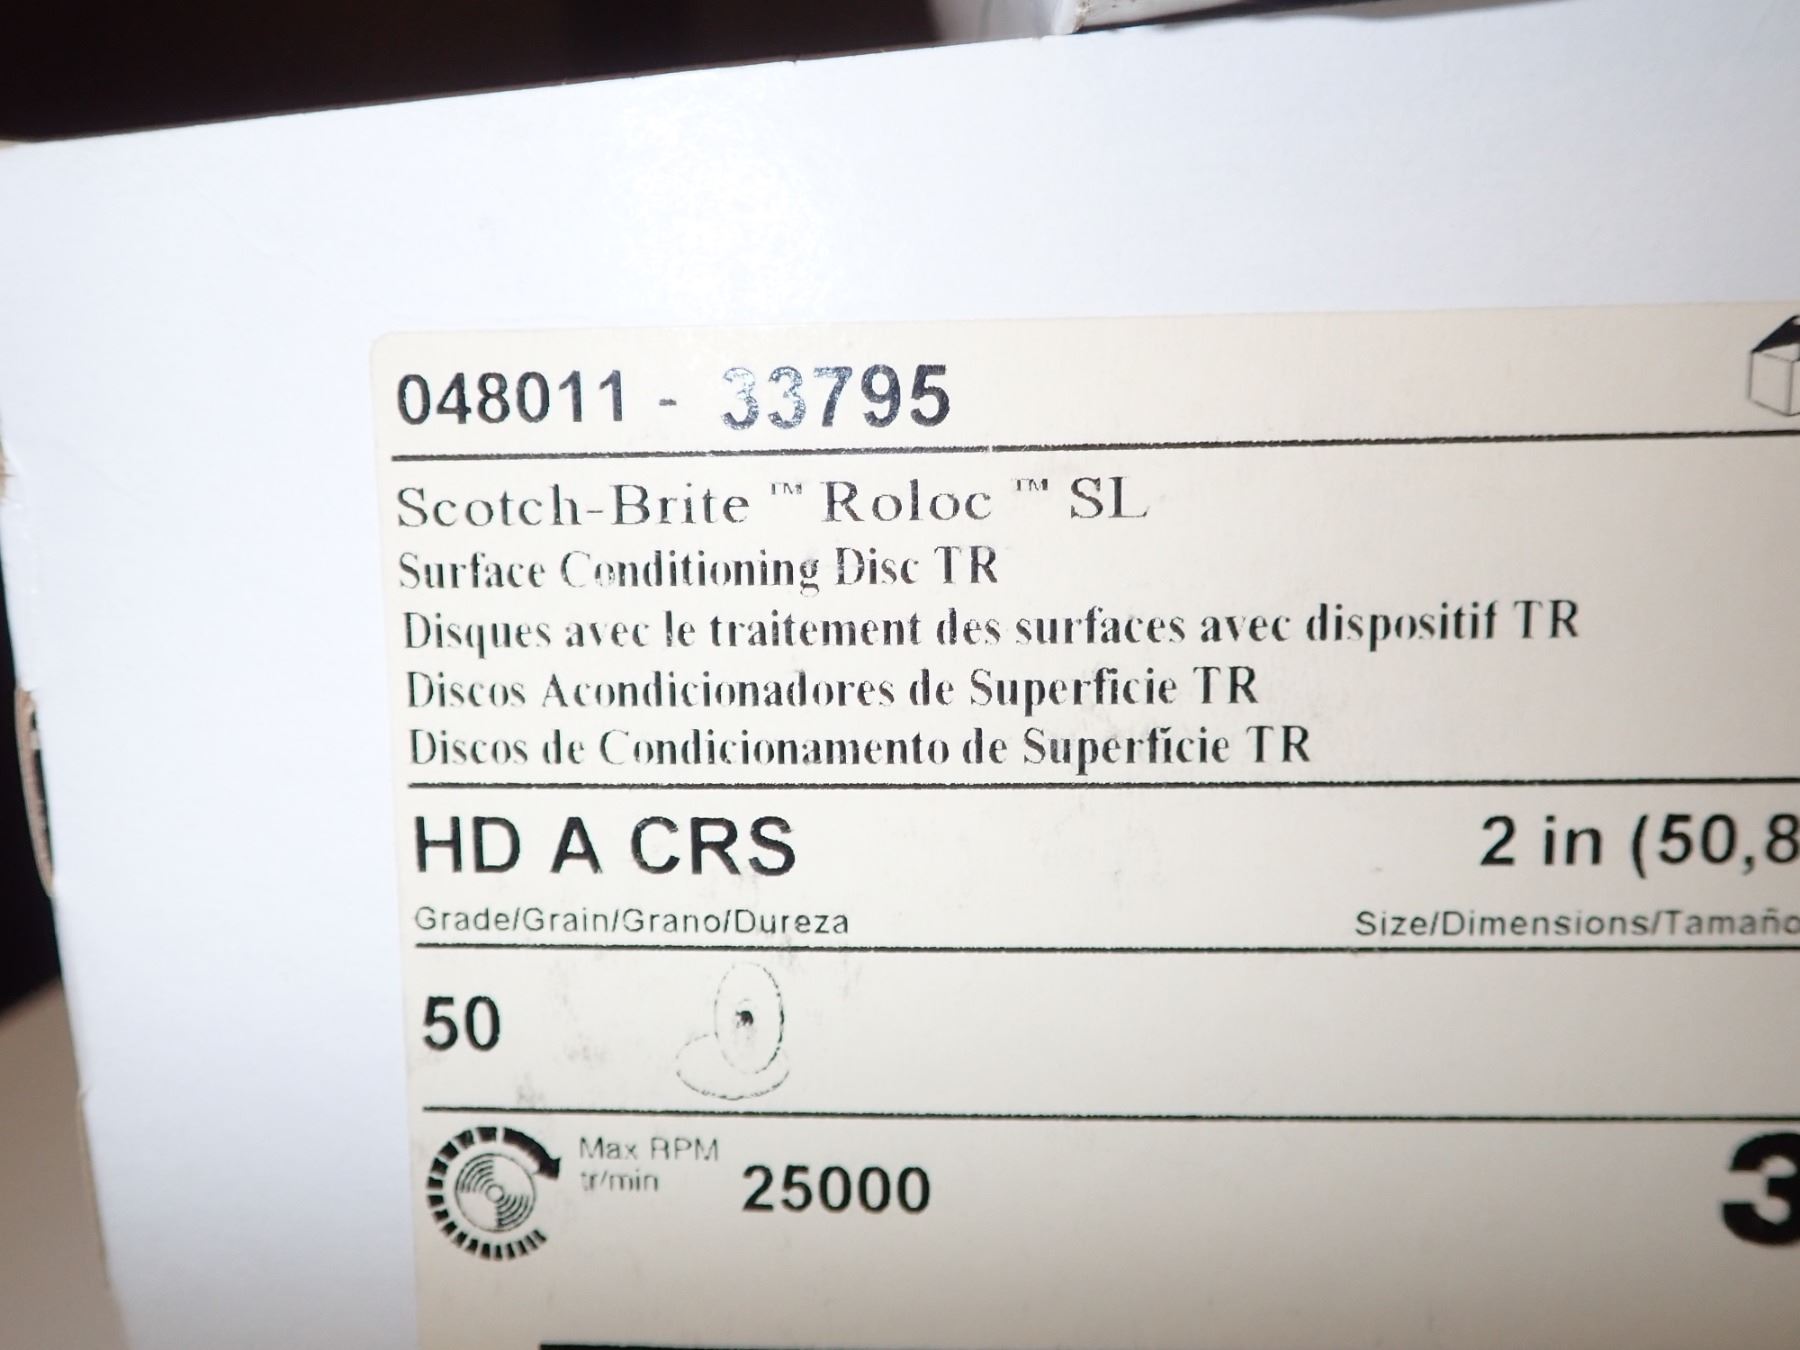 048011 - 33795
Scotch-Brite ™ Roloc ™ SL
Surface Conditioning Disc TR
Disques avec le traitement des surfaces avec dispositif TR
Discos Acondicionadores de Superficie TR
Discos de Condicionamento de Superfície TR
HD A CRS 2 in (50,8
Grade/Grain/Grano/Dureza Size/Dimensions/Tamaño
50
Max RPM
tr/min 25000
3